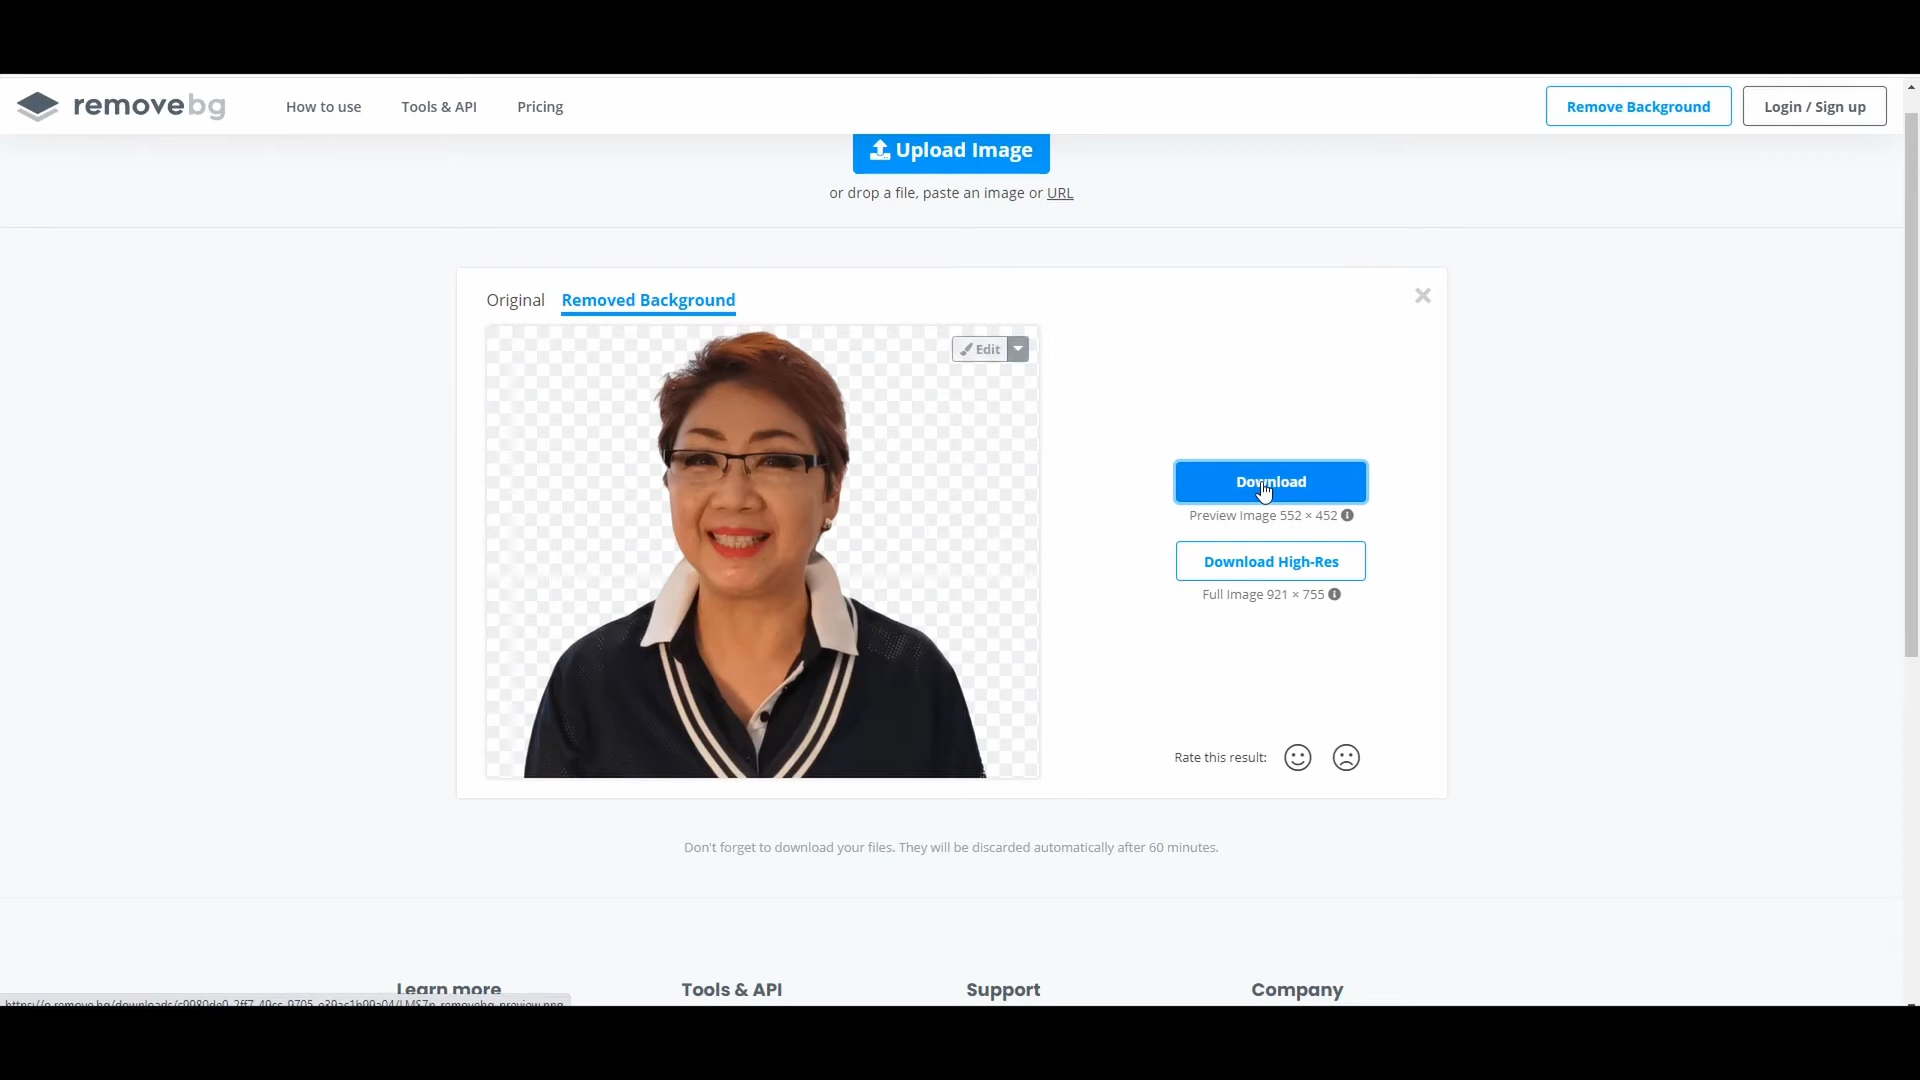 removebg
How to use
Tools & API
Pricing
Remove Background
Login / Sign up
Upload Image
or drop a file, paste an image or URL
Original
Removed Background
Edit
Download
Preview Image 552 × 452
Download High-Res
Full Image 921 × 755
Rate this result:
Don't forget to download your files. They will be discarded automatically after 60 minutes.
Learn more
Tools & API
Support
Company